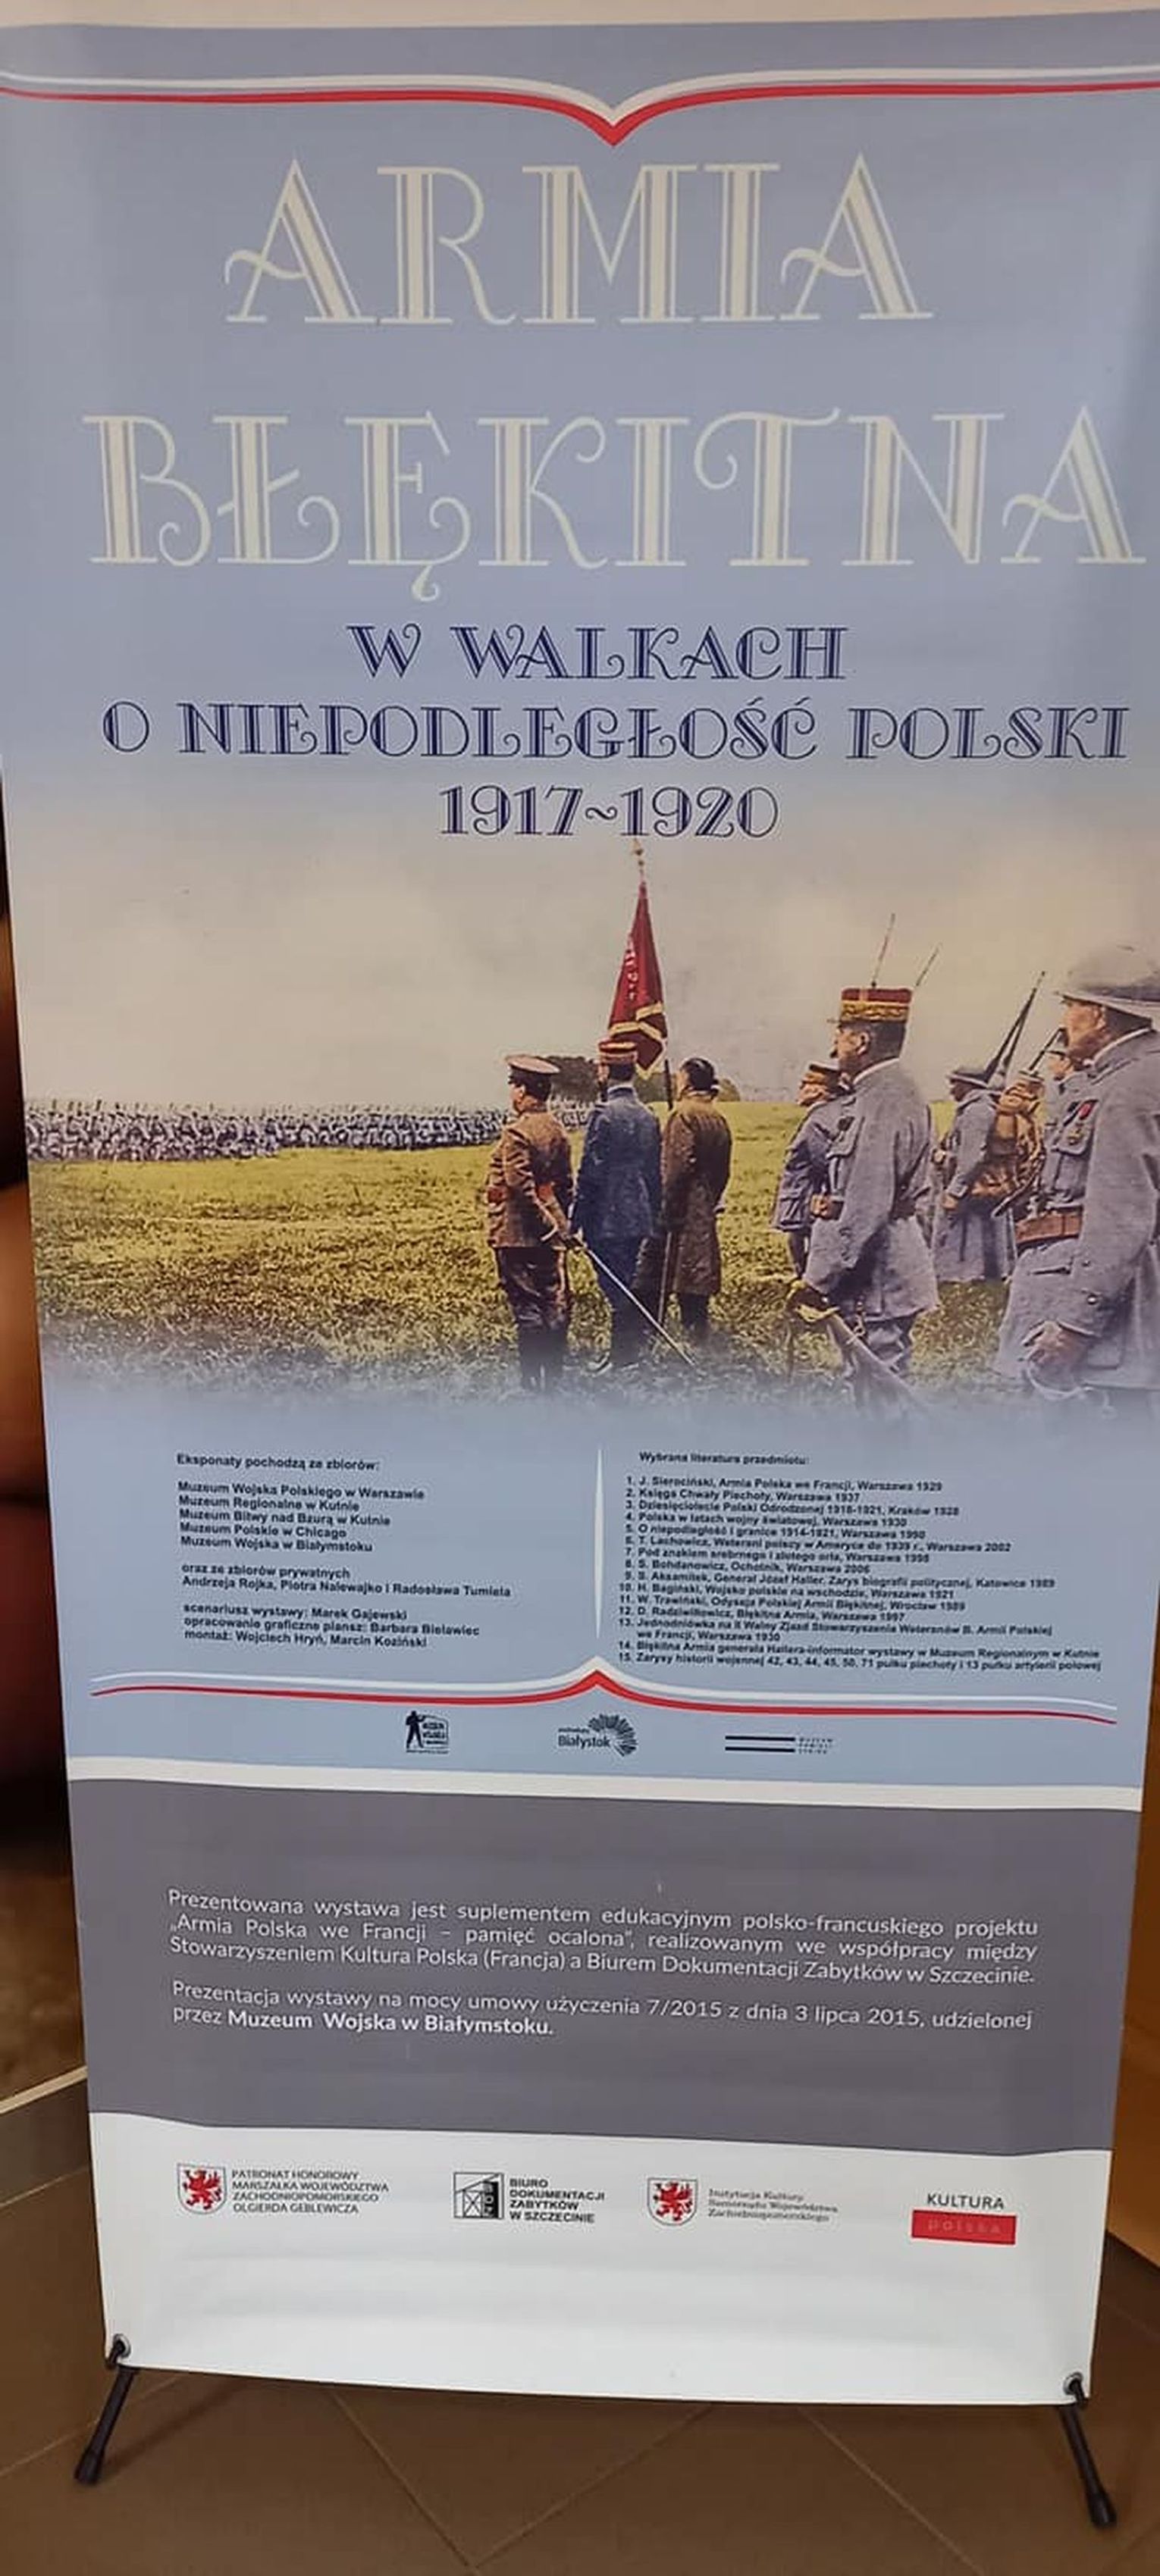 ARMIA
BŁĘKITNA
W WALKACH
O NIEPODLEGŁOŚĆ POLSKI
1917~1920
Eksponaty pochodzą ze zbiorów:
Muzeum Wojska Polskiego w Warszawie
Muzeum Regionalne w Kutnie
Muzeum Bitwy nad Bzurą w Kutnie
Muzeum Polskie w Chicago
Muzeum Wojska w Białymstoku
oraz ze zbiorów prywatnych
Andrzeja Rojka, Piotra Nalewajko i Radosława Tumiela
scenariusz wystawy: Marek Gajewski
opracowanie graficzne plansz: Barbara Bielawiec
montaż: Wojciech Hryń, Marcin Koziński
Wybrana literatura przedmiotu:
1. J. Sierociński, Armia Polska we Francji, Warszawa 1929
2. Księga Chwały Piechoty, Warszawa 1937
3. Dziesięciolecie Polski Odrodzonej 1918-1921, Kraków 1928
4. Polska w latach wojny światowej, Warszawa 1930
5. O niepodległość i granice 1914-1921, Warszawa 1990
6. T. Lachowicz, Weterani polscy w Ameryce do 1939 r., Warszawa 2002
7. Pod znakiem srebrnego i złotego orła, Warszawa 1998
8. S. Bohdanowicz, Ochotnik, Warszawa 2006
9. S. Aksamitek, Generał Józef Haller. Zarys biografii politycznej, Katowice 1989
10. H. Bagiński, Wojsko polskie na wschodzie, Warszawa 1921
11. W. Trawiński, Odyseja Polskiej Armii Błękitnej, Wrocław 1989
12. D. Radziwiłłowicz, Błękitna Armia, Warszawa 1997
13. Jednodniówka na II Walny Zjazd Stowarzyszenia Weteranów B. Armii Polskiej
we Francji, Warszawa 1930
14. Błękitna Armia generała Hallera-informator wystawy w Muzeum Regionalnym w Kutnie
15. Zarysy historii wojennej 42, 43, 44, 45, 50, 71 pułku piechoty i 13 pułku artylerii polowej
Białystok
Prezentowana wystawa jest suplementem edukacyjnym polsko-francuskiego projektu
„Armia Polska we Francji – pamięć ocalona”, realizowanym we współpracy między
Stowarzyszeniem Kultura Polska (Francja) a Biurem Dokumentacji Zabytków w Szczecinie.
Prezentacja wystawy na mocy umowy użyczenia 7/2015 z dnia 3 lipca 2015, udzielonej
przez Muzeum Wojska w Białymstoku.
PATRONAT HONOROWY
MARSZAŁKA WOJEWÓDZTWA
ZACHODNIOPOMORSKIEGO
OLGIERDA GEBLEWICZA
BIURO
DOKUMENTACJI
ZABYTKÓW
W SZCZECINIE
Instytucja Kultury
Samorządu Województwa
Zachodniopomorskiego
KULTURA
polska